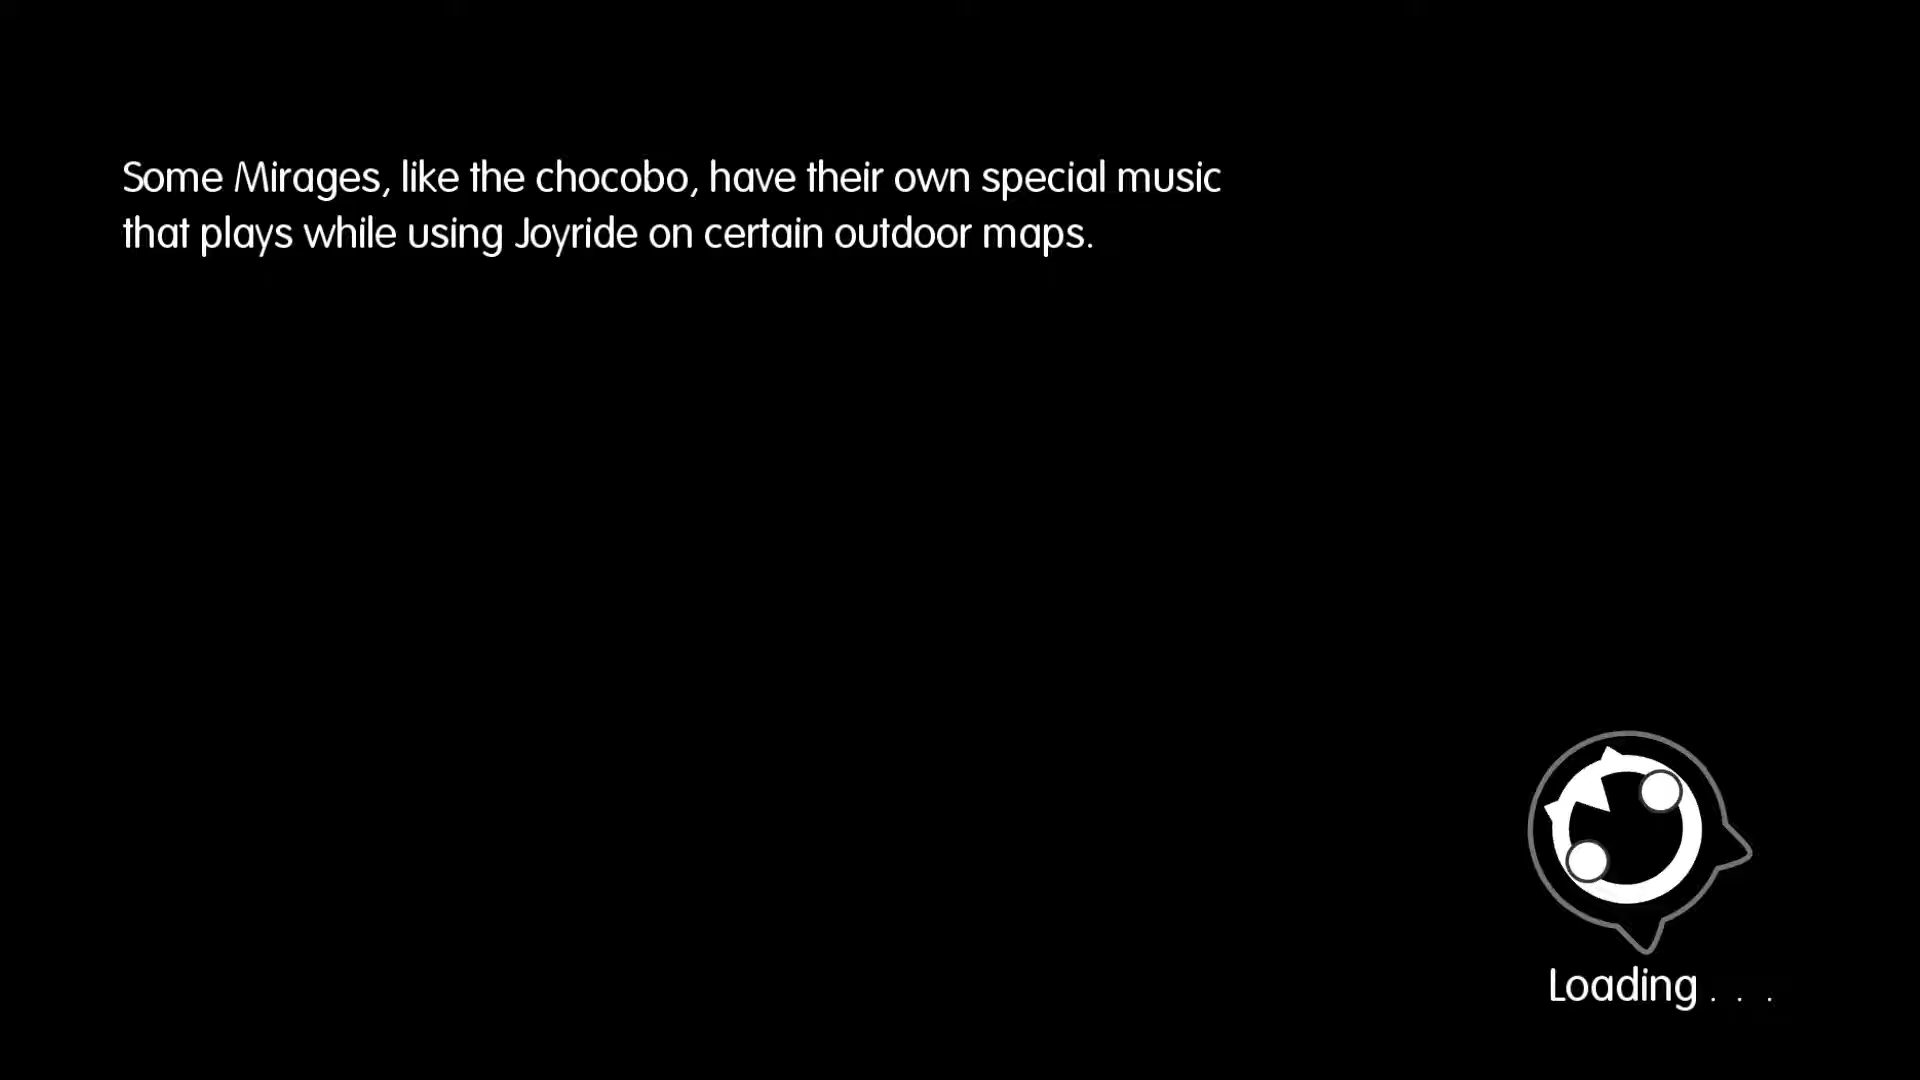 Some Mirages, like the chocobo, have their own special music
that plays while using Joyride on certain outdoor maps.
Loading . . .